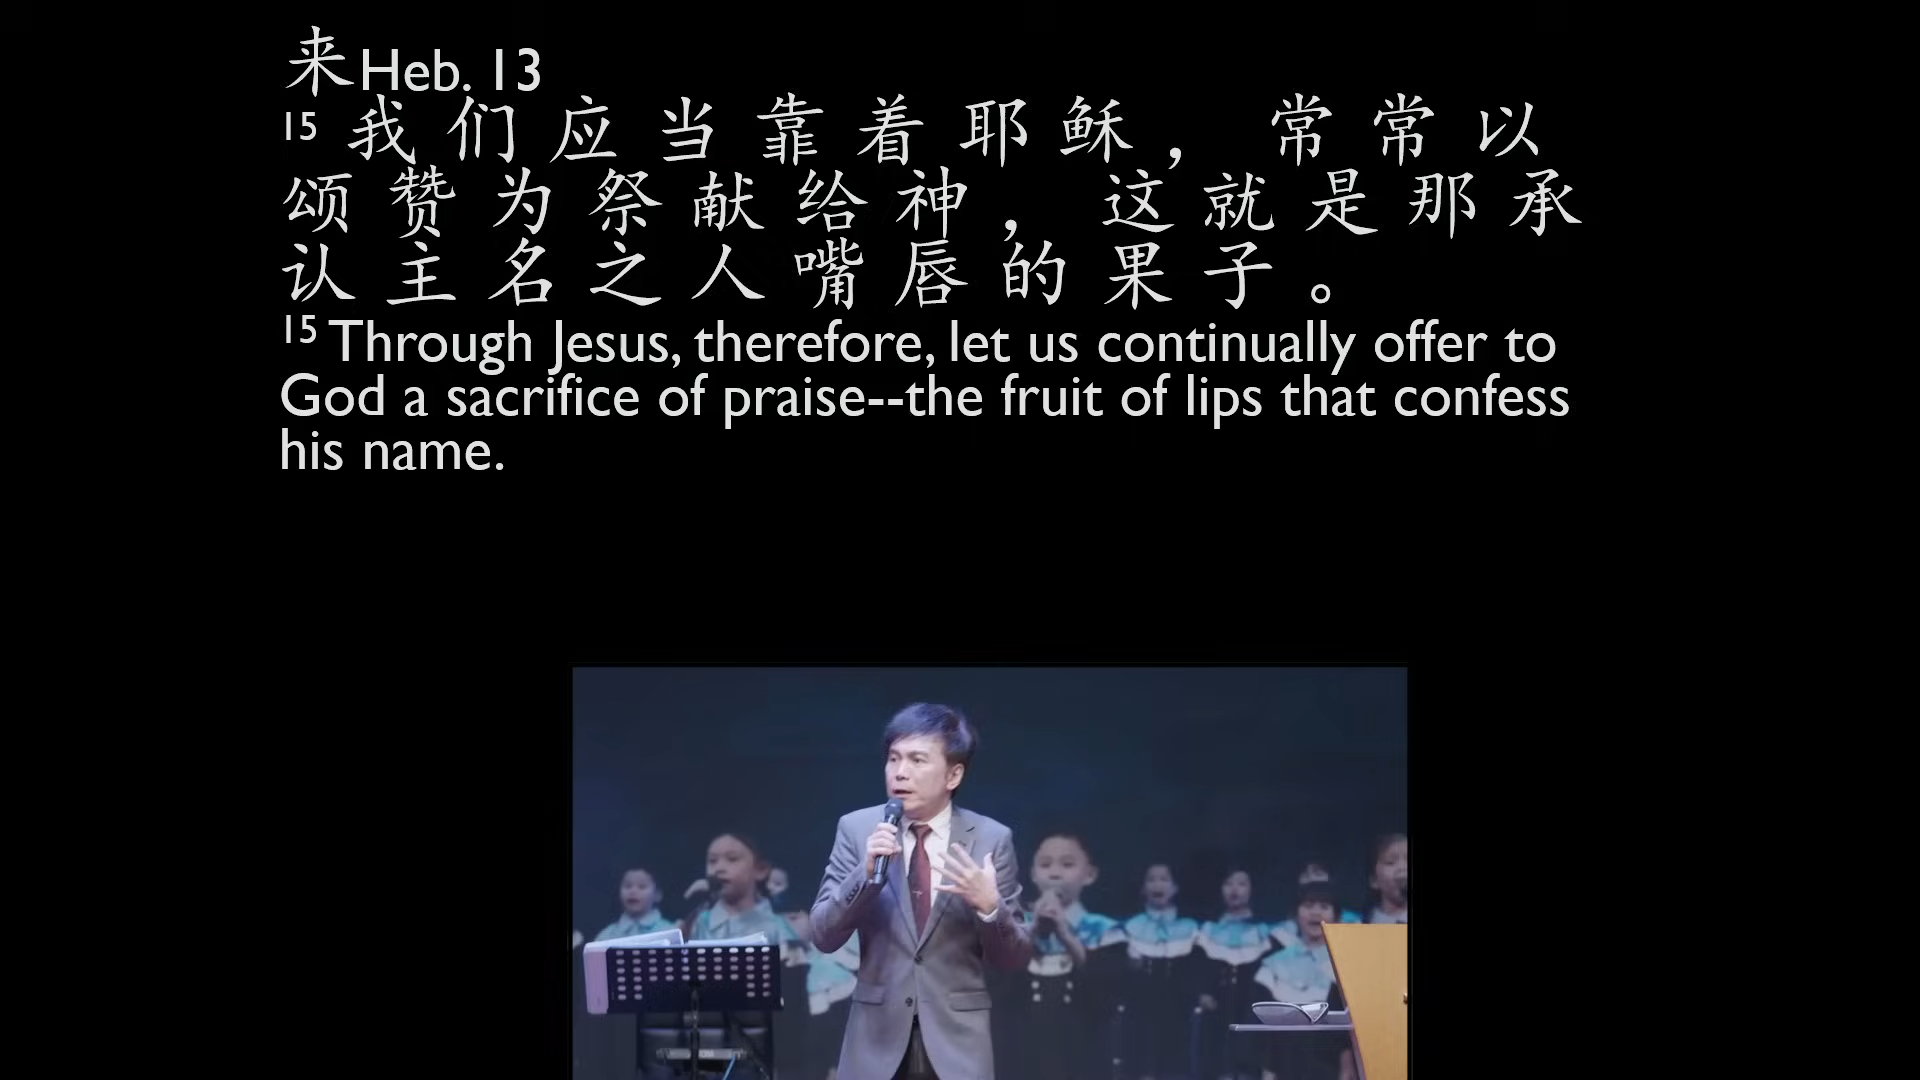 来Heb. 13
15 我们应当靠着耶稣，常常以
颂赞为祭献给神，这就是那承
认主名之人嘴唇的果子。
15 Through Jesus, therefore, let us continually offer to
God a sacrifice of praise--the fruit of lips that confess
his name.